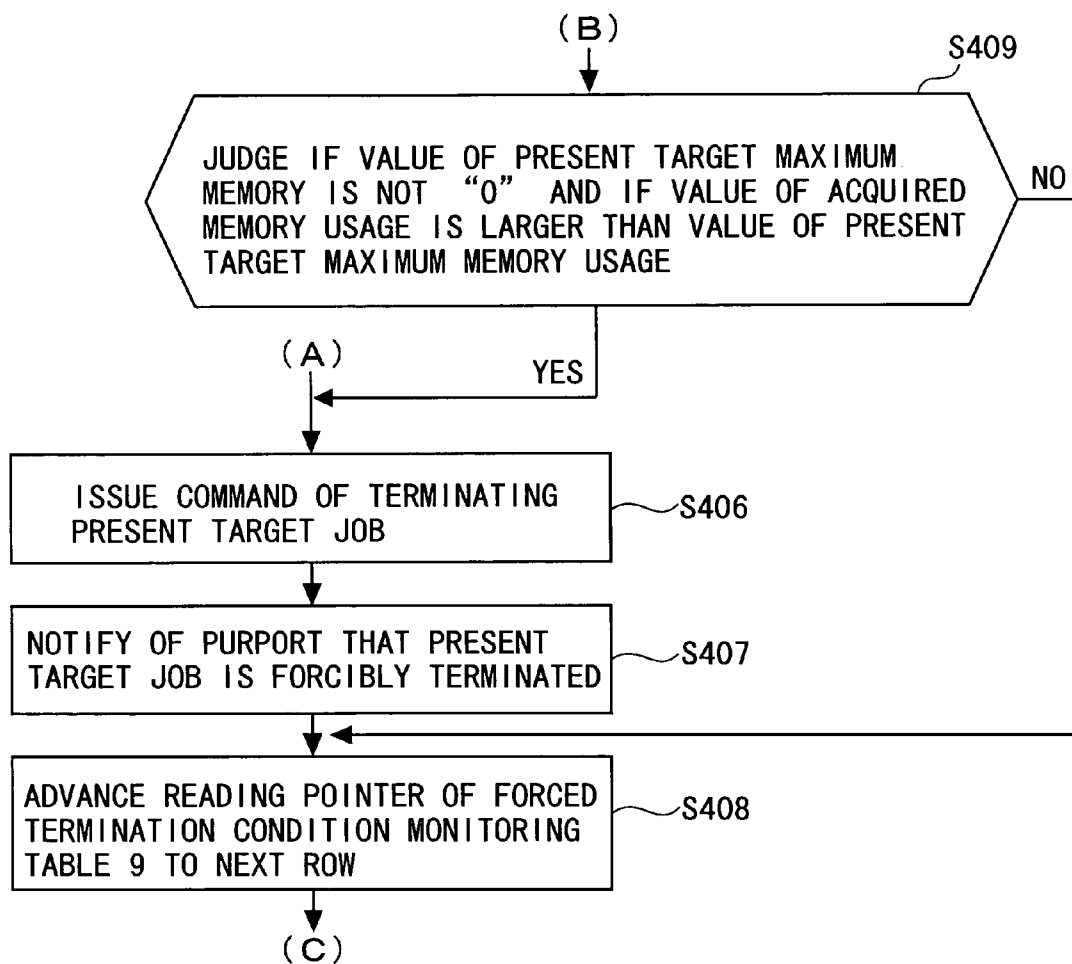 (B)
S409
JUDGE IF VALUE OF PRESENT TARGET MAXIMUM
MEMORY IS NOT “0” AND IF VALUE OF ACQUIRED
MEMORY USAGE IS LARGER THAN VALUE OF PRESENT
TARGET MAXIMUM MEMORY USAGE
NO
(A)
YES
ISSUE COMMAND OF TERMINATING
PRESENT TARGET JOB
S406
NOTIFY OF PURPORT THAT PRESENT
TARGET JOB IS FORCIBLY TERMINATED
S407
ADVANCE READING POINTER OF FORCED
TERMINATION CONDITION MONITORING
TABLE 9 TO NEXT ROW
S408
(C)